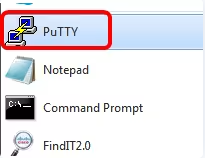 PuTTY
Notepad
C:\_
Command Prompt
FindIT2.0